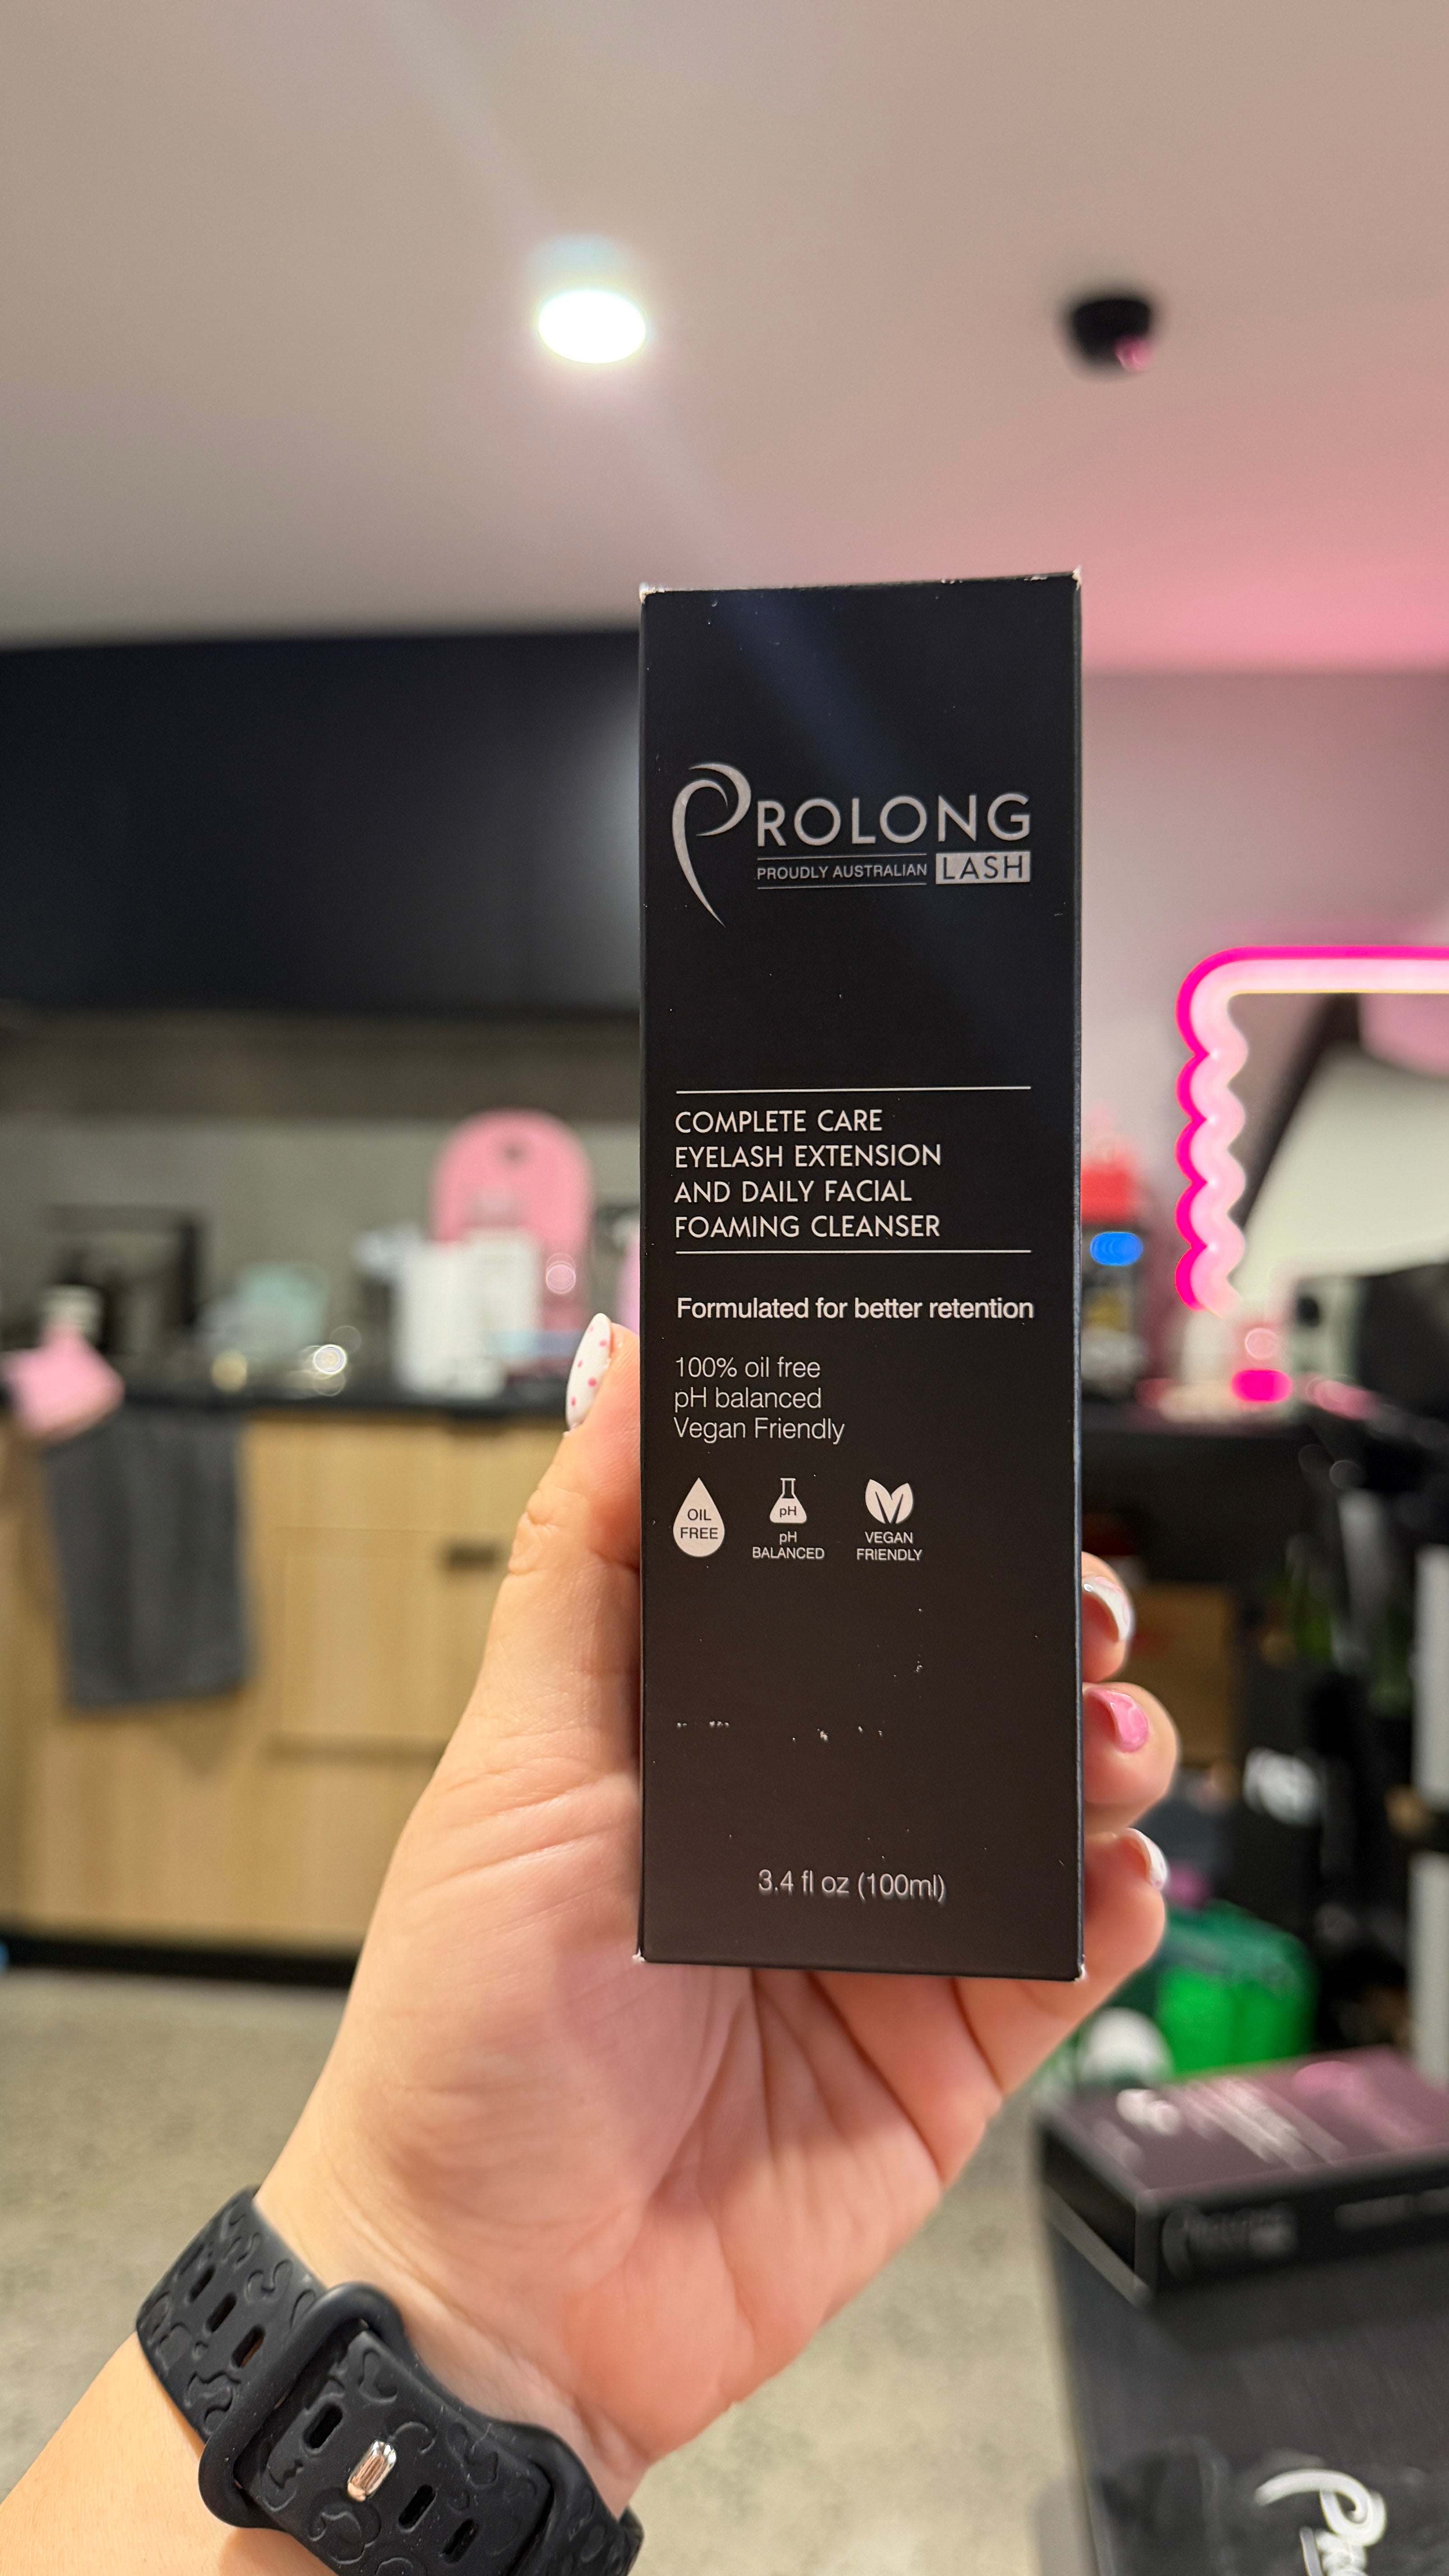 PROLONG
PROUDLY AUSTRALIAN LASH
COMPLETE CARE
EYELASH EXTENSION
AND DAILY FACIAL
FOAMING CLEANSER
Formulated for better retention
100% oil free
pH balanced
Vegan Friendly
OIL
FREE
pH
pH
BALANCED
VEGAN
FRIENDLY
3.4 fl oz (100ml)